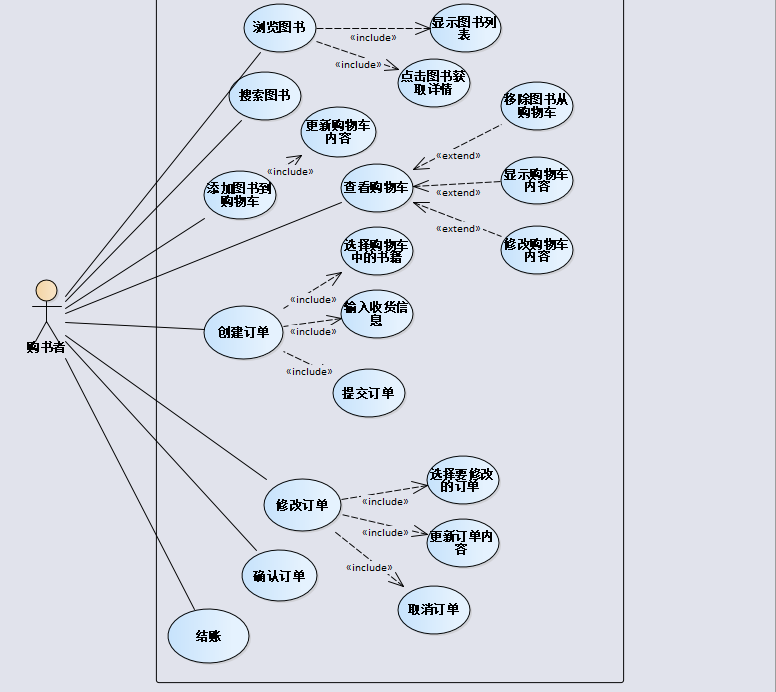 浏览图书
«include»
显示图书列
表
«include»
点击图书获
取详情
搜索图书
移除图书从
购物车
更新购物车
内容
«include»
«extend»
添加图书到
购物车
查看购物车
显示购物车
内容
«extend»
«extend»
修改购物车
内容
选择购物车
中的书籍
«include»
输入收货信
息
创建订单
«include»
购书者
«include»
提交订单
选择要修改
的订单
«include»
修改订单
«include»
更新订单内
容
«include»
确认订单
取消订单
结账